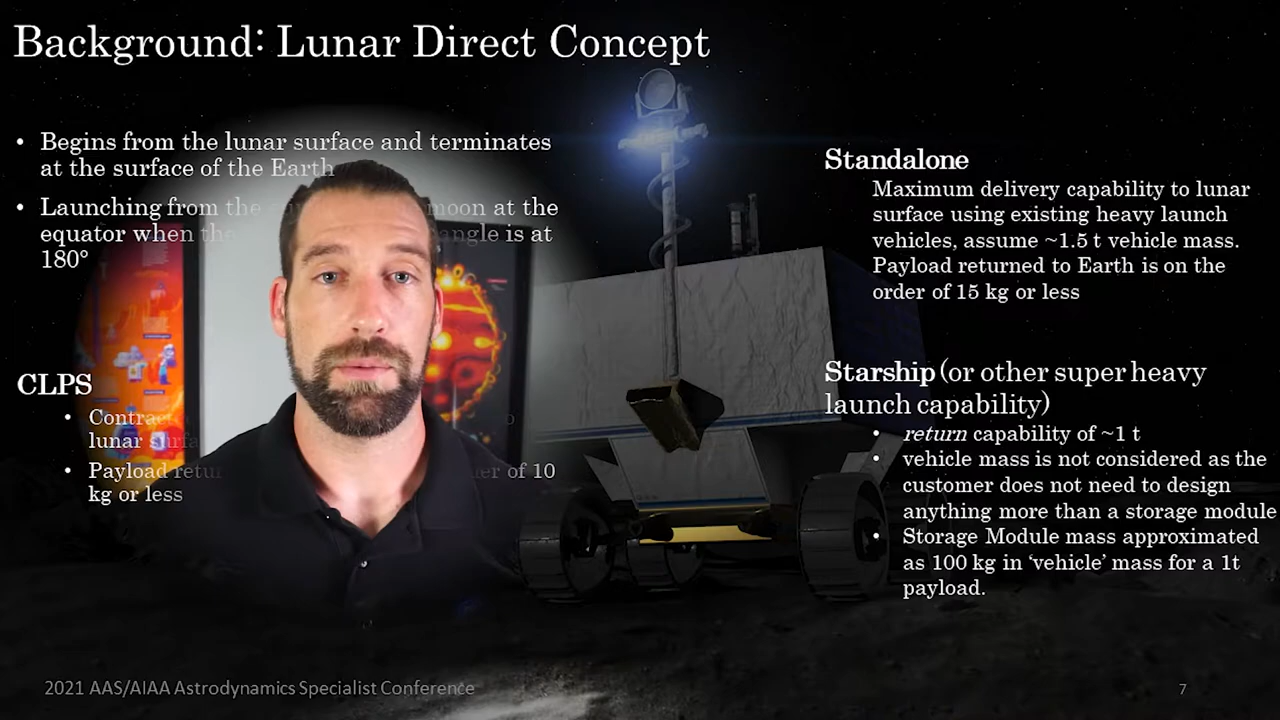 Background: Lunar Direct Concept
• Begins from the lunar surface and terminates
at the surface of the Earth
• Launching from the moon at the
equator when the angle is at
180°
CLPS
• Contrac
lunar surfa
• Payload retur er of 10
kg or less
Standalone
Maximum delivery capability to lunar
surface using existing heavy launch
vehicles, assume ~1.5 t vehicle mass.
Payload returned to Earth is on the
order of 15 kg or less
Starship (or other super heavy
launch capability)
• return capability of ~1 t
• vehicle mass is not considered as the
customer does not need to design
anything more than a storage module
• Storage Module mass approximated
as 100 kg in ‘vehicle’ mass for a 1t
payload.
2021 AAS/AIAA Astrodynamics Specialist Conference
7